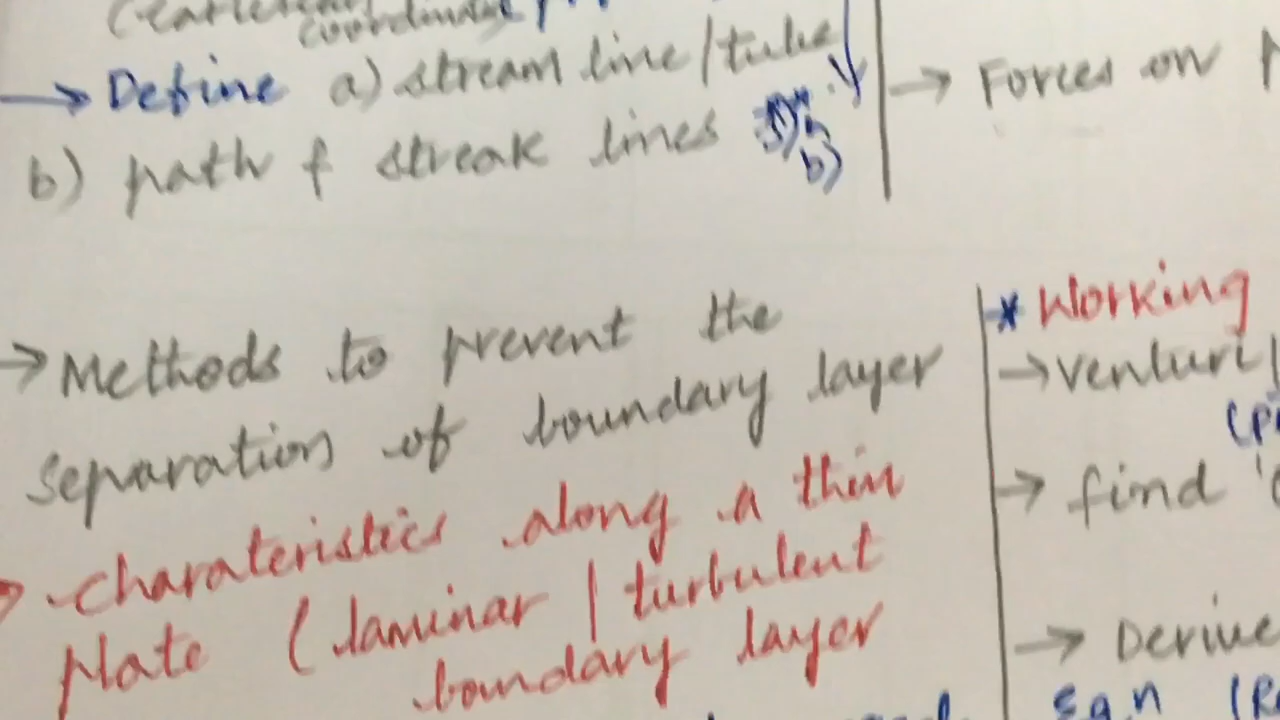 coordinates
→ Define a) stream line/tube
b) path & streak lines
b)
→ Methods to prevent the
separation of boundary layer
→ charateristics along a thin
plate (laminar / turbulent
boundary layer
→ Forces on
* Working
→ venturi
→ find
→ Derive
Eqn